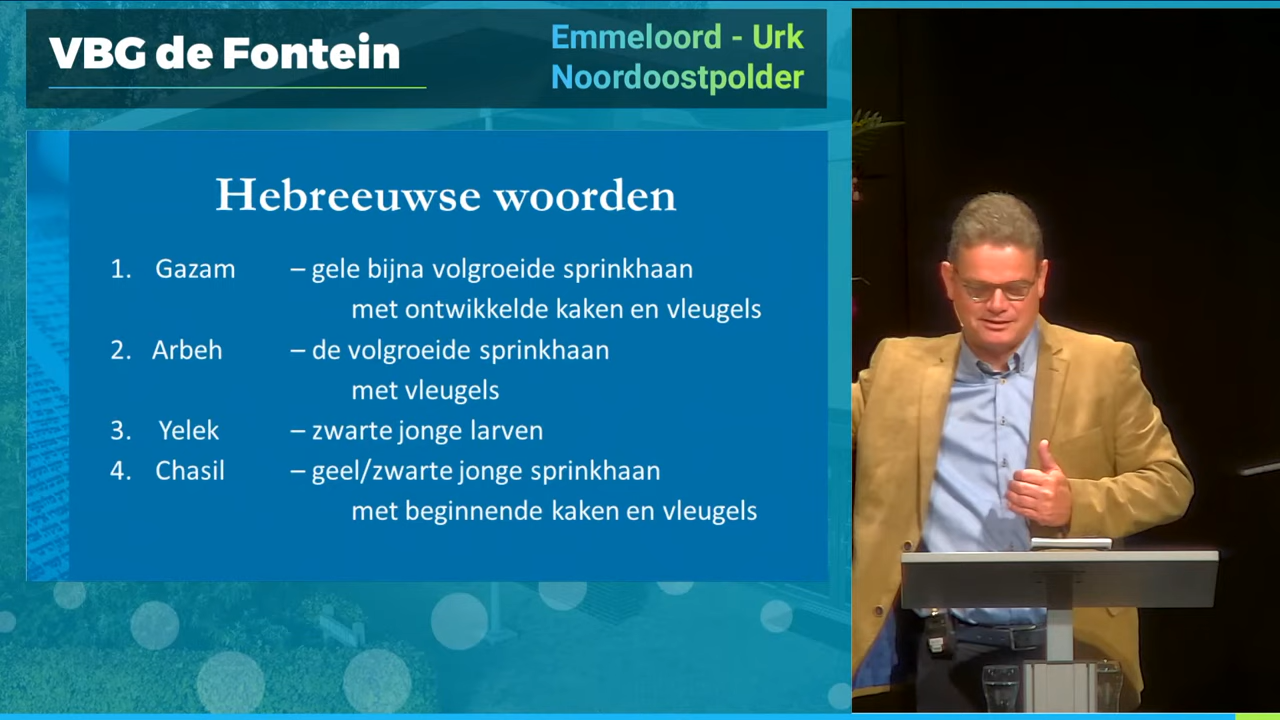 VBG de Fontein
Emmeloord - Urk
Noordoostpolder
Hebreeuwse woorden
1. Gazam – gele bijna volgroeide sprinkhaan
met ontwikkelde kaken en vleugels
2. Arbeh – de volgroeide sprinkhaan
met vleugels
3. Yelek – zwarte jonge larven
4. Chasil – geel/zwarte jonge sprinkhaan
met beginnende kaken en vleugels